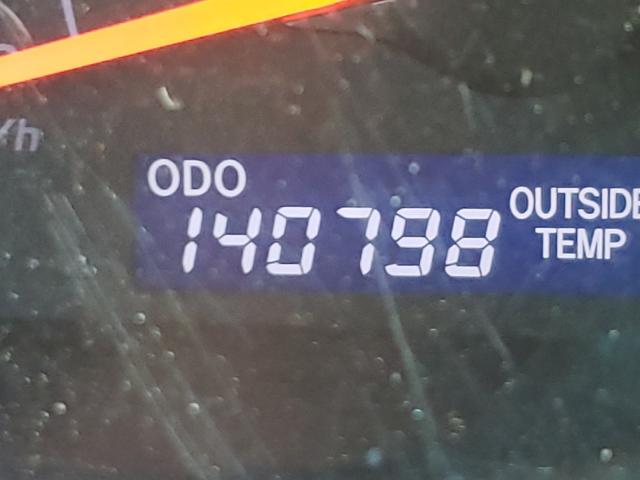 /h
ODO
140798
OUTSIDE
TEMP